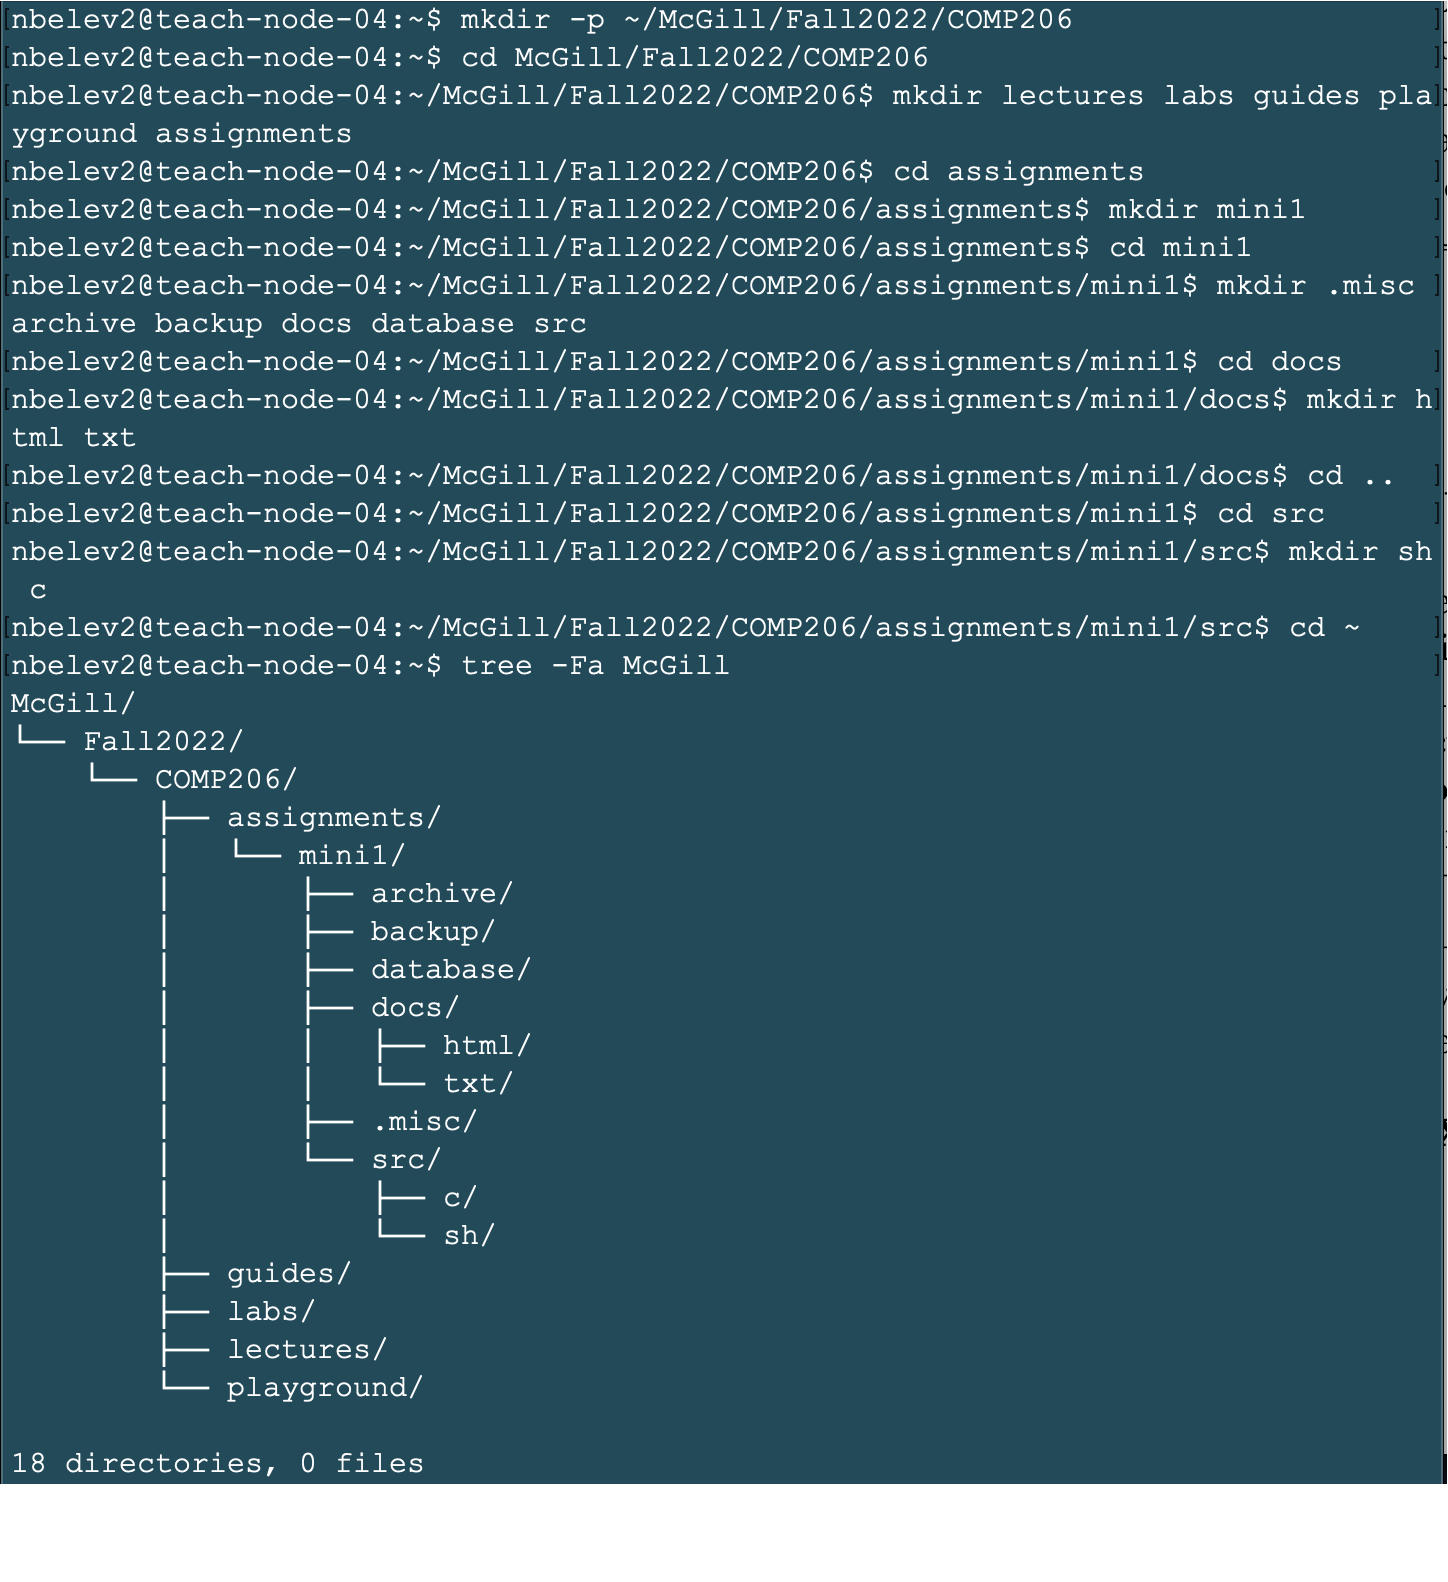 [nbelev2@teach-node-04:~$ mkdir -p ~/McGill/Fall2022/COMP206 ]
[nbelev2@teach-node-04:~$ cd McGill/Fall2022/COMP206 ]
[nbelev2@teach-node-04:~/McGill/Fall2022/COMP206$ mkdir lectures labs guides pla]
yground assignments
[nbelev2@teach-node-04:~/McGill/Fall2022/COMP206$ cd assignments ]
[nbelev2@teach-node-04:~/McGill/Fall2022/COMP206/assignments$ mkdir mini1 ]
[nbelev2@teach-node-04:~/McGill/Fall2022/COMP206/assignments$ cd mini1 ]
[nbelev2@teach-node-04:~/McGill/Fall2022/COMP206/assignments/mini1$ mkdir .misc ]
archive backup docs database src
[nbelev2@teach-node-04:~/McGill/Fall2022/COMP206/assignments/mini1$ cd docs ]
[nbelev2@teach-node-04:~/McGill/Fall2022/COMP206/assignments/mini1/docs$ mkdir h]
tml txt
[nbelev2@teach-node-04:~/McGill/Fall2022/COMP206/assignments/mini1/docs$ cd .. ]
[nbelev2@teach-node-04:~/McGill/Fall2022/COMP206/assignments/mini1$ cd src ]
nbelev2@teach-node-04:~/McGill/Fall2022/COMP206/assignments/mini1/src$ mkdir sh
 c
[nbelev2@teach-node-04:~/McGill/Fall2022/COMP206/assignments/mini1/src$ cd ~ ]
[nbelev2@teach-node-04:~$ tree -Fa McGill ]
McGill/
└── Fall2022/
    └── COMP206/
        ├── assignments/
        │   └── mini1/
        │       ├── archive/
        │       ├── backup/
        │       ├── database/
        │       ├── docs/
        │       │   ├── html/
        │       │   └── txt/
        │       ├── .misc/
        │       └── src/
        │           ├── c/
        │           └── sh/
        ├── guides/
        ├── labs/
        ├── lectures/
        └── playground/
18 directories, 0 files